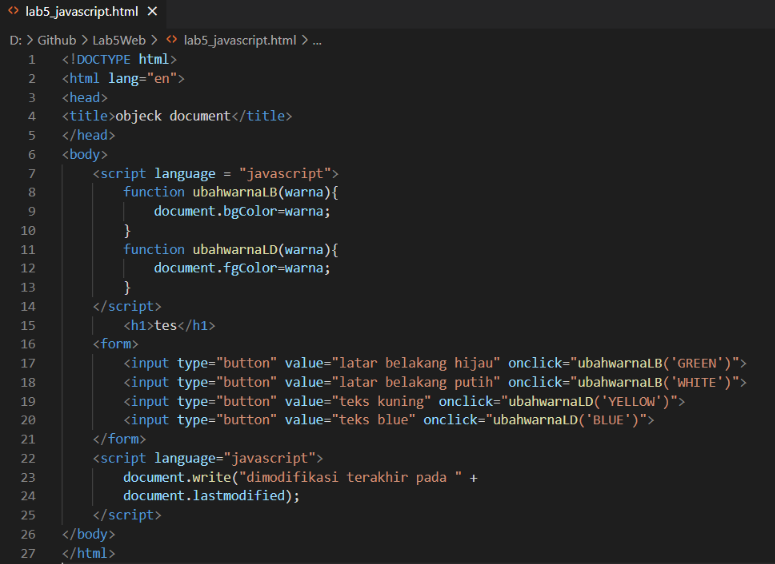 lab5_javascript.html ×
D: > Github > Lab5Web > lab5_javascript.html > ...
1 <!DOCTYPE html>
2 <html lang="en">
3 <head>
4 <title>objeck document</title>
5 </head>
6 <body>
7 <script language = "javascript">
8 function ubahwarnaLB(warna){
9 document.bgColor=warna;
10 }
11 function ubahwarnaLD(warna){
12 document.fgColor=warna;
13 }
14 </script>
15 <h1>tes</h1>
16 <form>
17 <input type="button" value="latar belakang hijau" onclick="ubahwarnaLB('GREEN')">
18 <input type="button" value="latar belakang putih" onclick="ubahwarnaLB('WHITE')">
19 <input type="button" value="teks kuning" onclick="ubahwarnaLD('YELLOW')">
20 <input type="button" value="teks blue" onclick="ubahwarnaLD('BLUE')">
21 </form>
22 <script language="javascript">
23 document.write("dimodifikasi terakhir pada " +
24 document.lastmodified);
25 </script>
26 </body>
27 </html>